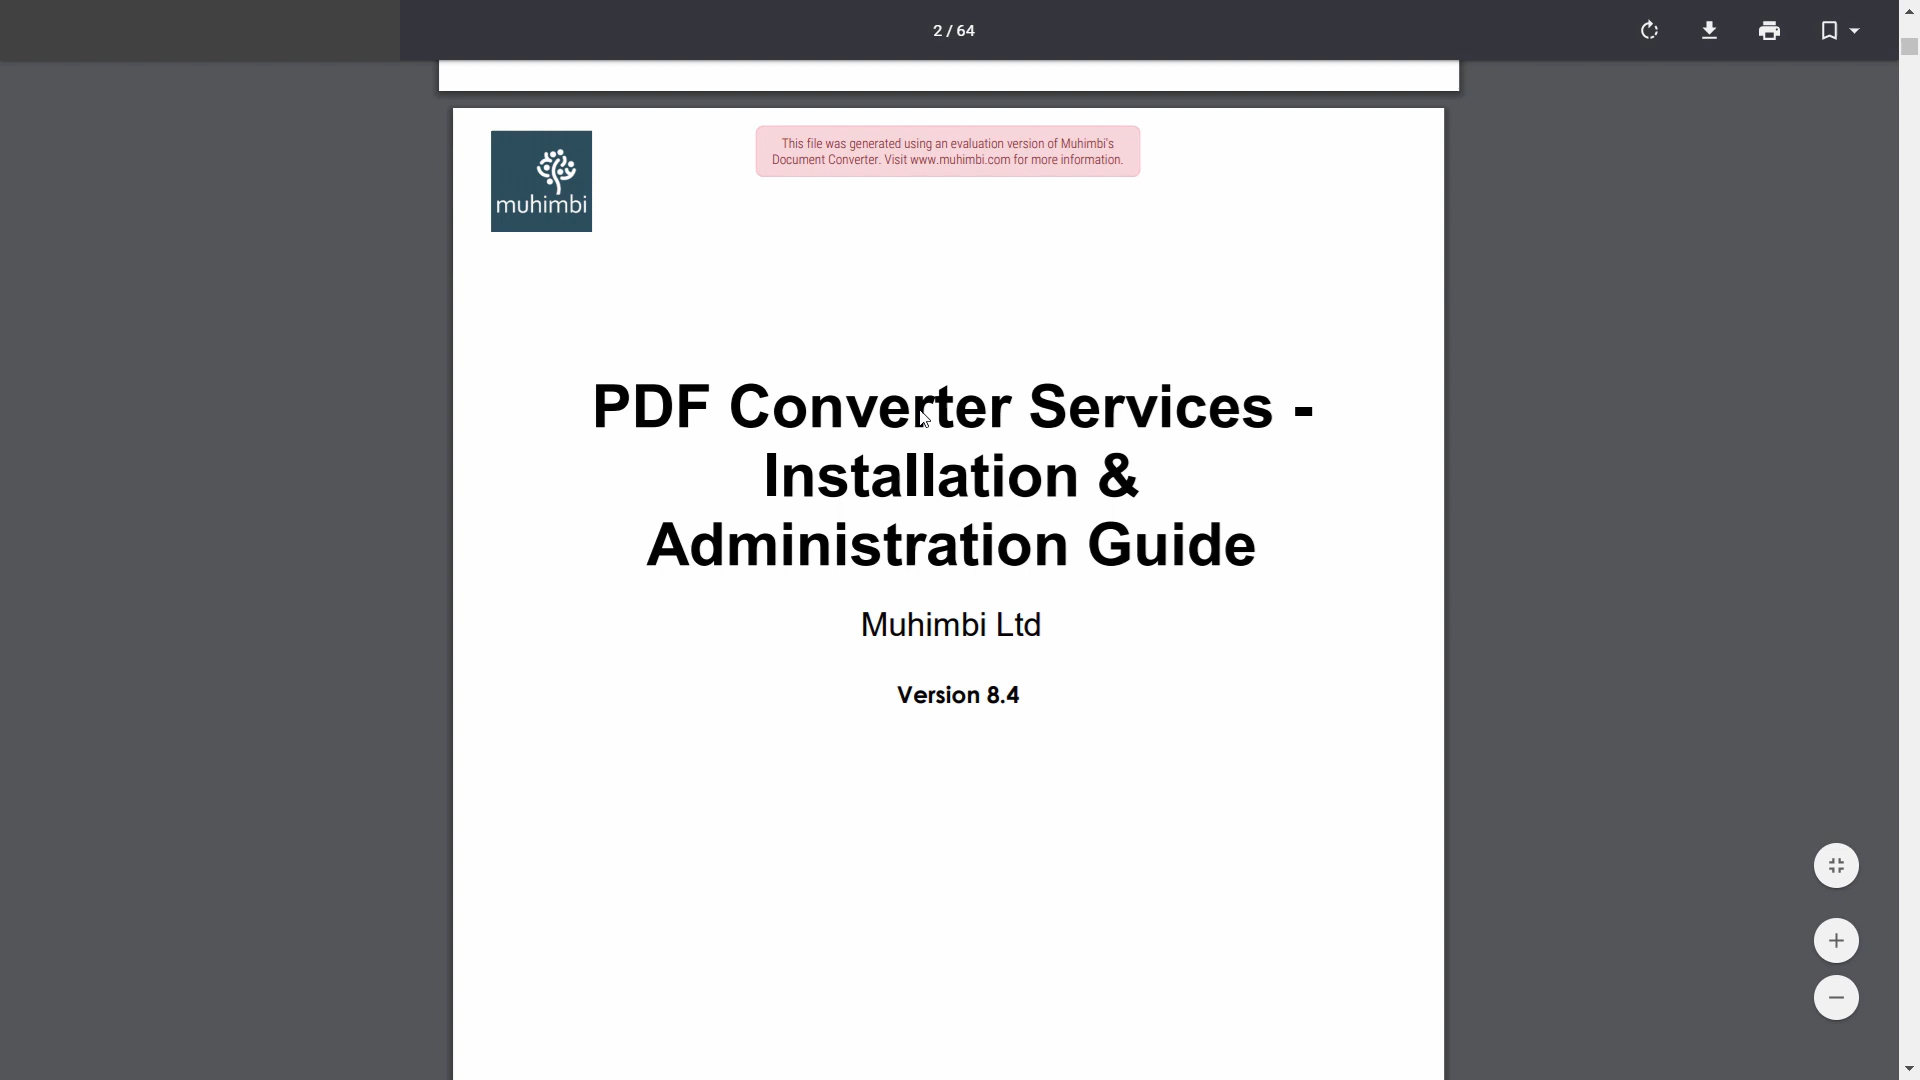 2 / 64
muhimbi
This file was generated using an evaluation version of Muhimbi's
Document Converter. Visit www.muhimbi.com for more information.
PDF Converter Services -
Installation &
Administration Guide
Muhimbi Ltd
Version 8.4